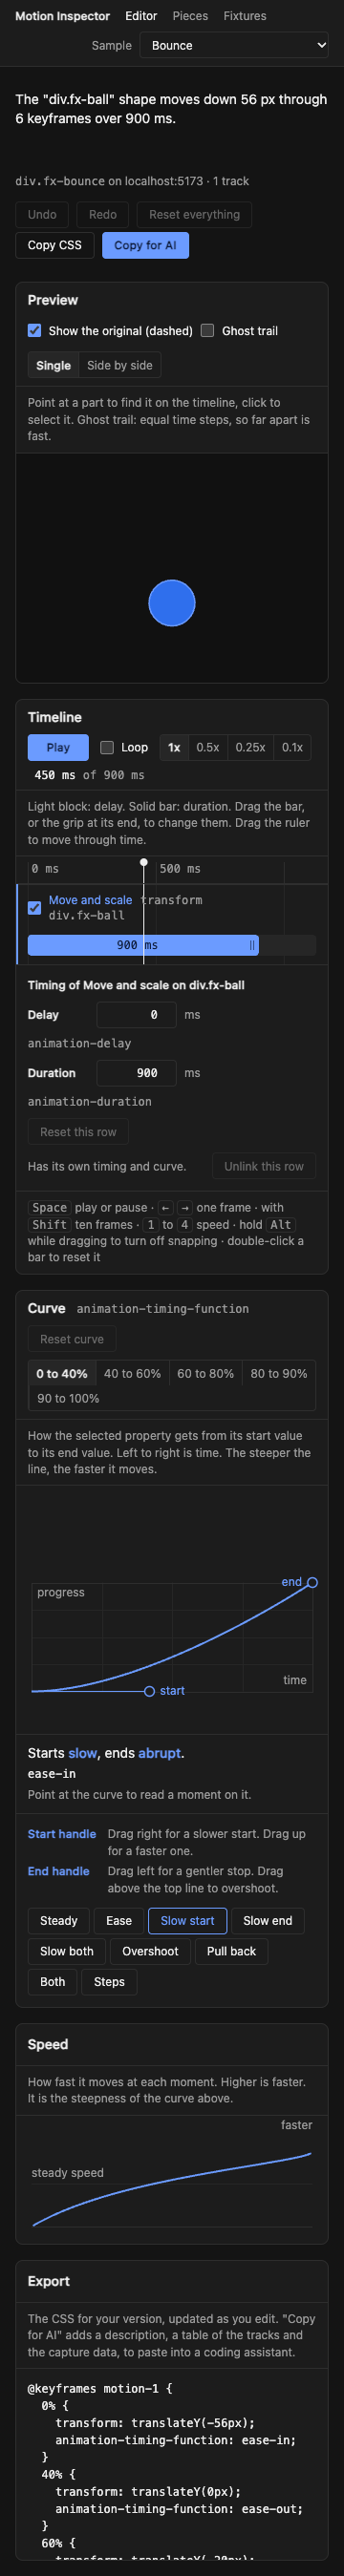 Motion Inspector Editor Pieces Fixtures
Sample Bounce
The "div.fx-ball" shape moves down 56 px through
6 keyframes over 900 ms.
div.fx-bounce on localhost:5173 · 1 track
Undo Redo Reset everything
Copy CSS Copy for AI
Preview
Show the original (dashed) Ghost trail
Single Side by side
Point at a part to find it on the timeline, click to
select it. Ghost trail: equal time steps, so far apart is
fast.
Timeline
Play Loop 1x 0.5x 0.25x 0.1x
450 ms of 900 ms
Light block: delay. Solid bar: duration. Drag the bar,
or the grip at its end, to change them. Drag the ruler
to move through time.
0 ms 500 ms
Move and scale transform
div.fx-ball
900 ms
Timing of Move and scale on div.fx-ball
Delay 0 ms
animation-delay
Duration 900 ms
animation-duration
Reset this row
Has its own timing and curve. Unlink this row
Space play or pause · ← → one frame · with
Shift ten frames · 1 to 4 speed · hold Alt
while dragging to turn off snapping · double-click a
bar to reset it
Curve animation-timing-function
Reset curve
0 to 40% 40 to 60% 60 to 80% 80 to 90%
90 to 100%
How the selected property gets from its start value
to its end value. Left to right is time. The steeper the
line, the faster it moves.
end
progress
time
start
Starts slow, ends abrupt.
ease-in
Point at the curve to read a moment on it.
Start handle Drag right for a slower start. Drag up
for a faster one.
End handle Drag left for a gentler stop. Drag
above the top line to overshoot.
Steady Ease Slow start Slow end
Slow both Overshoot Pull back
Both Steps
Speed
How fast it moves at each moment. Higher is faster.
It is the steepness of the curve above.
faster
steady speed
Export
The CSS for your version, updated as you edit. "Copy
for AI" adds a description, a table of the tracks and
the capture data, to paste into a coding assistant.
@keyframes motion-1 {
0% {
transform: translateY(-56px);
animation-timing-function: ease-in;
}
40% {
transform: translateY(0px);
animation-timing-function: ease-out;
}
60% {
transform: translateY(-20px);